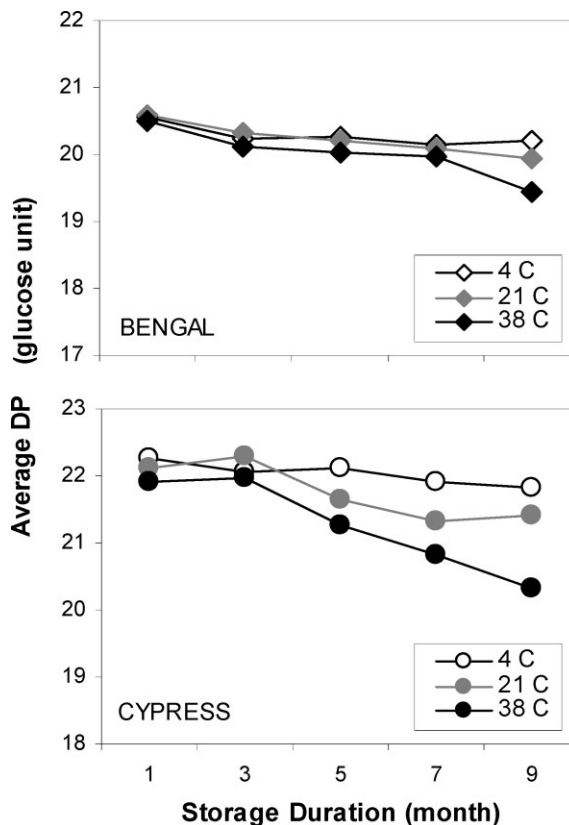 22
21
20
19
18
17
4 C
21 C
38 C
BENGAL
Average DP (glucose unit)
23
22
21
20
19
18
4 C
21 C
38 C
CYPRESS
1 3 5 7 9
Storage Duration (month)